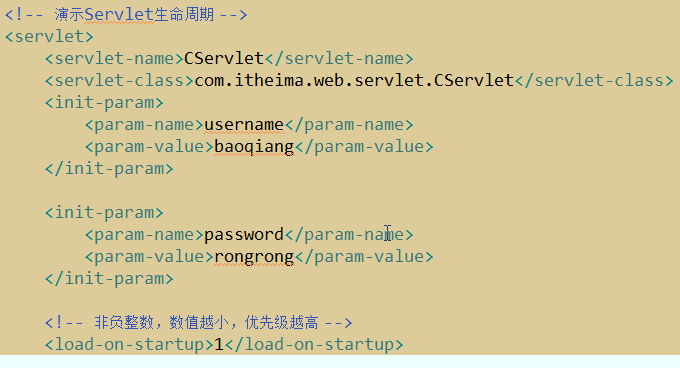 <!-- 演示Servlet生命周期 -->
<servlet>
<servlet-name>CServlet</servlet-name>
<servlet-class>com.itheima.web.servlet.CServlet</servlet-class>
<init-param>
<param-name>username</param-name>
<param-value>baoqiang</param-value>
</init-param>
<init-param>
<param-name>password</param-name>
<param-value>rongrong</param-value>
</init-param>
<!-- 非负整数，数值越小，优先级越高 -->
<load-on-startup>1</load-on-startup>